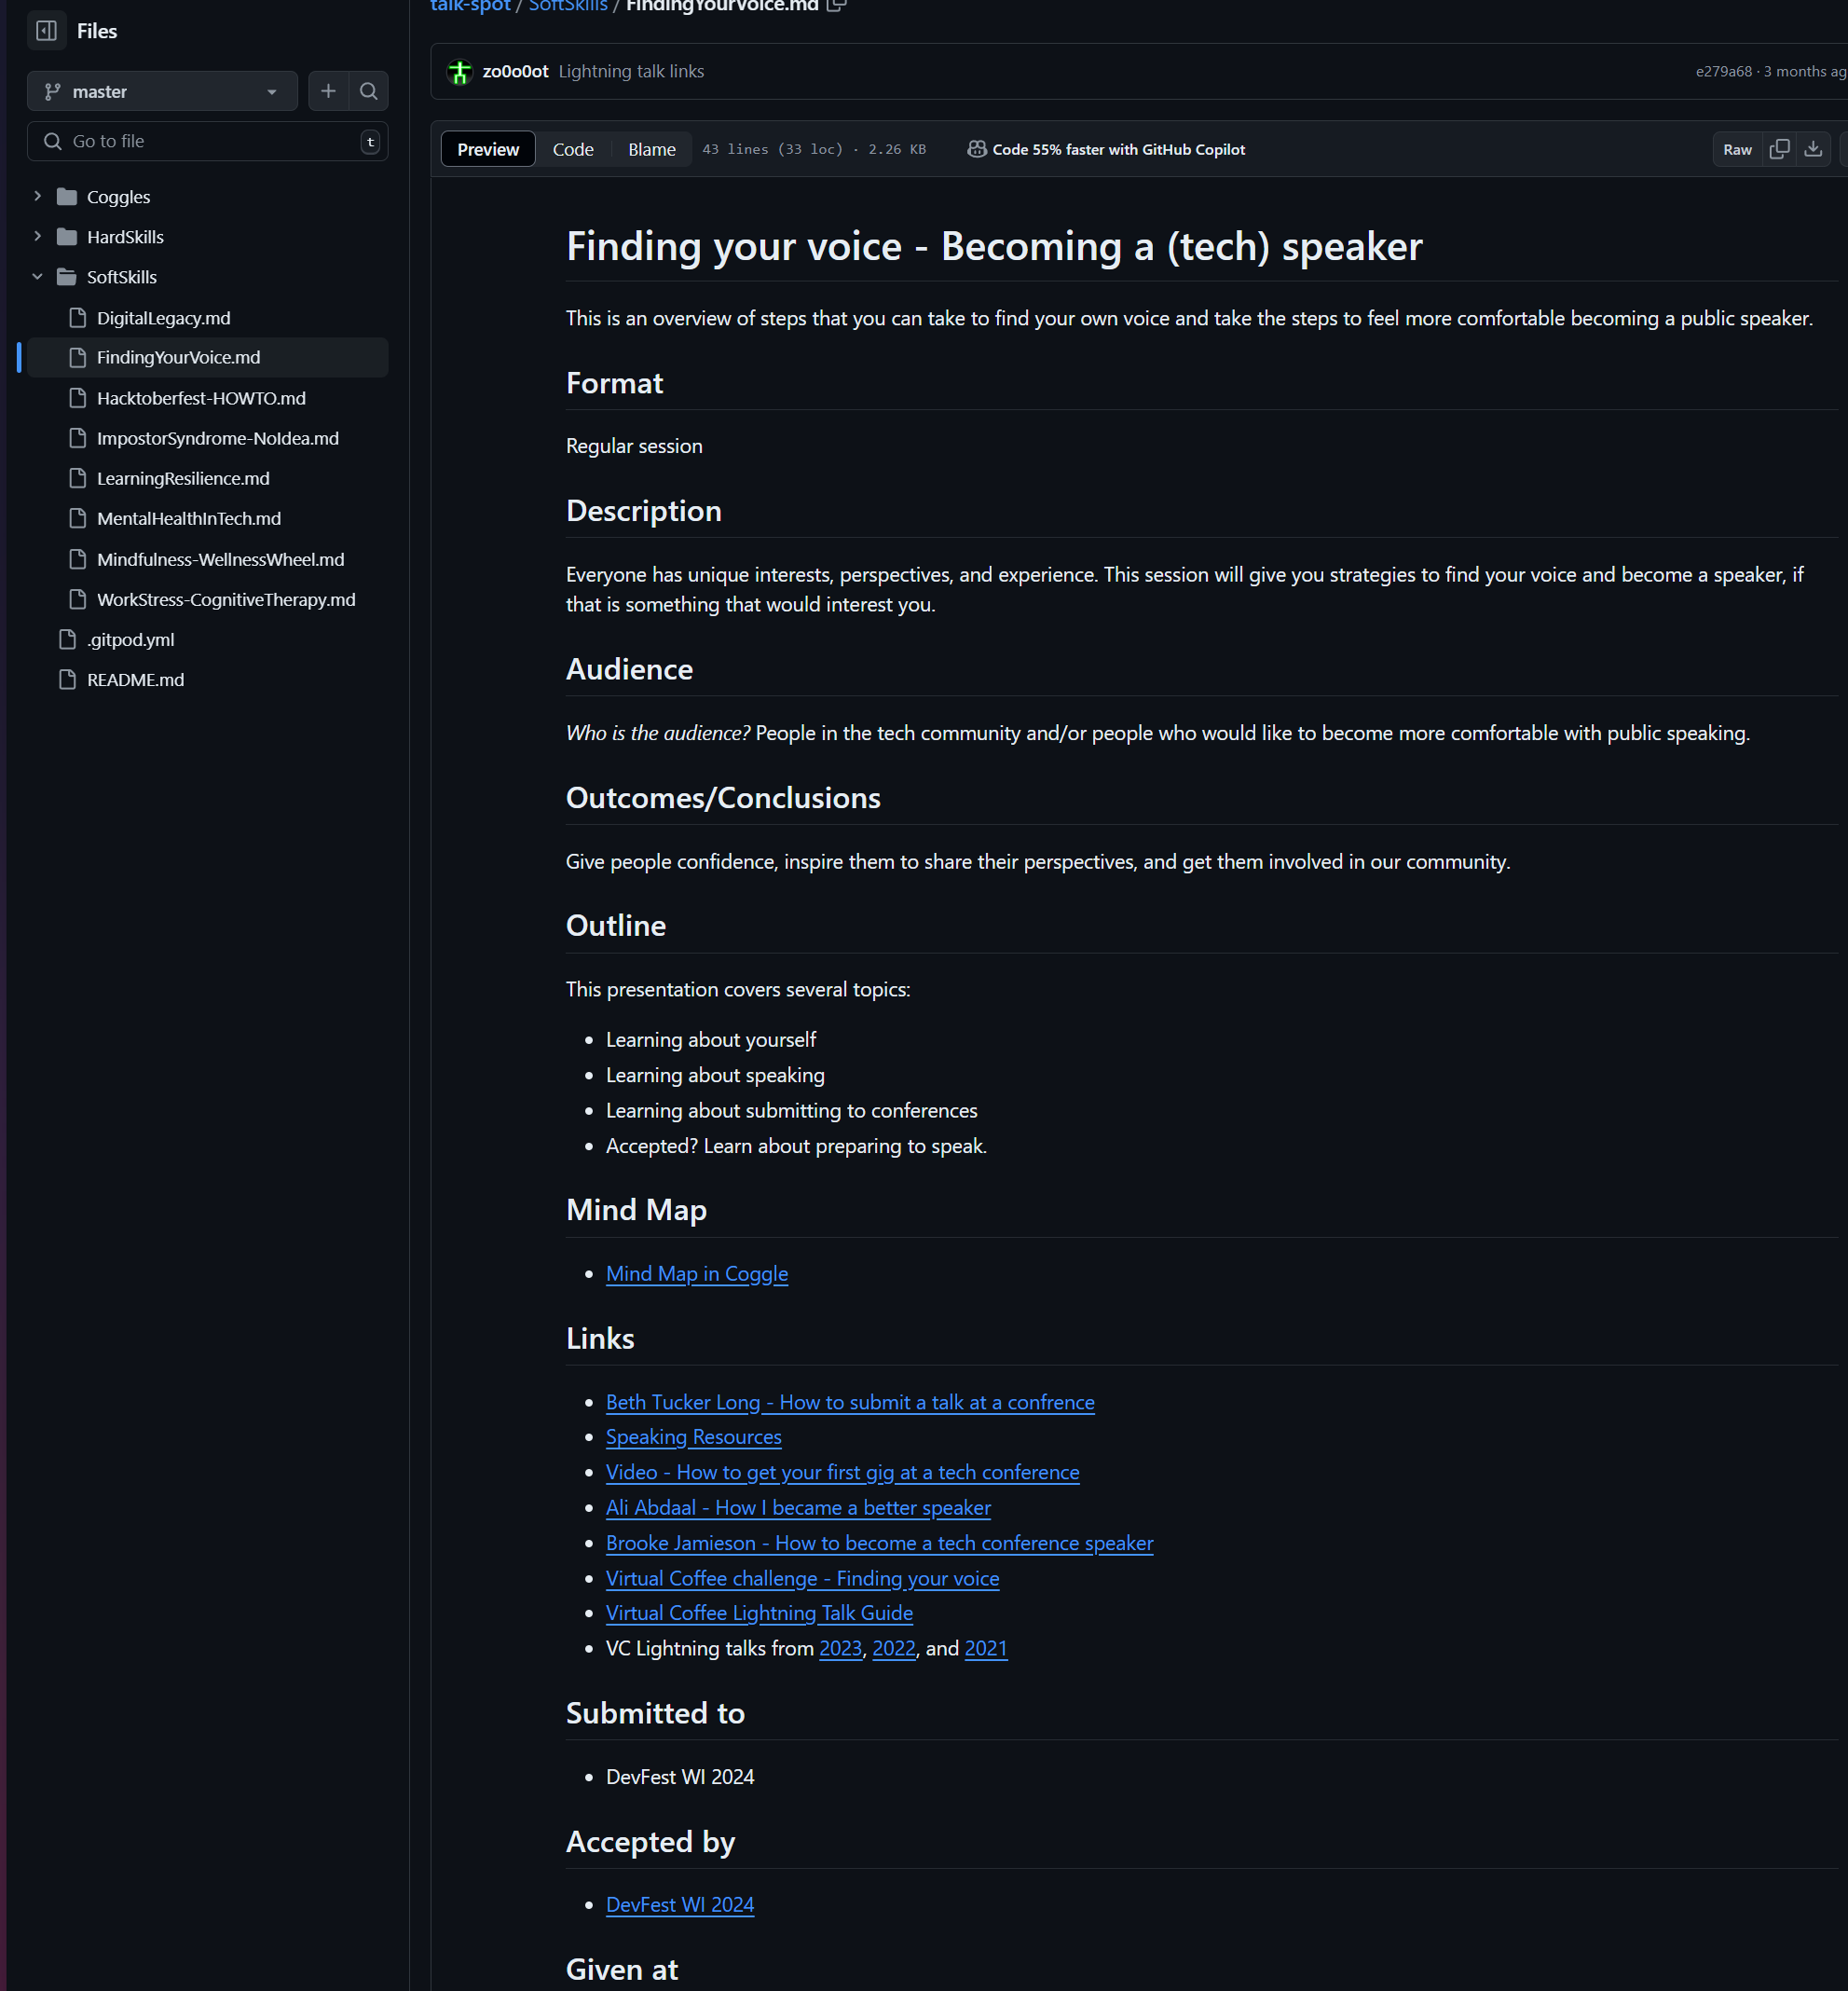 Files
master
Go to file
t
Coggles
HardSkills
SoftSkills
DigitalLegacy.md
FindingYourVoice.md
Hacktoberfest-HOWTO.md
ImpostorSyndrome-NoIdea.md
LearningResilience.md
MentalHealthInTech.md
Mindfulness-WellnessWheel.md
WorkStress-CognitiveTherapy.md
.gitpod.yml
README.md
talk-spot / SoftSkills / FindingYourVoice.md
zo0o0ot Lightning talk links
e279a68 · 3 months ag
Preview Code Blame 43 lines (33 loc) · 2.26 KB Code 55% faster with GitHub Copilot Raw
Finding your voice - Becoming a (tech) speaker
This is an overview of steps that you can take to find your own voice and take the steps to feel more comfortable becoming a public speaker.
Format
Regular session
Description
Everyone has unique interests, perspectives, and experience. This session will give you strategies to find your voice and become a speaker, if
that is something that would interest you.
Audience
Who is the audience? People in the tech community and/or people who would like to become more comfortable with public speaking.
Outcomes/Conclusions
Give people confidence, inspire them to share their perspectives, and get them involved in our community.
Outline
This presentation covers several topics:
• Learning about yourself
• Learning about speaking
• Learning about submitting to conferences
• Accepted? Learn about preparing to speak.
Mind Map
• Mind Map in Coggle
Links
• Beth Tucker Long - How to submit a talk at a confrence
• Speaking Resources
• Video - How to get your first gig at a tech conference
• Ali Abdaal - How I became a better speaker
• Brooke Jamieson - How to become a tech conference speaker
• Virtual Coffee challenge - Finding your voice
• Virtual Coffee Lightning Talk Guide
• VC Lightning talks from 2023, 2022, and 2021
Submitted to
• DevFest WI 2024
Accepted by
• DevFest WI 2024
Given at